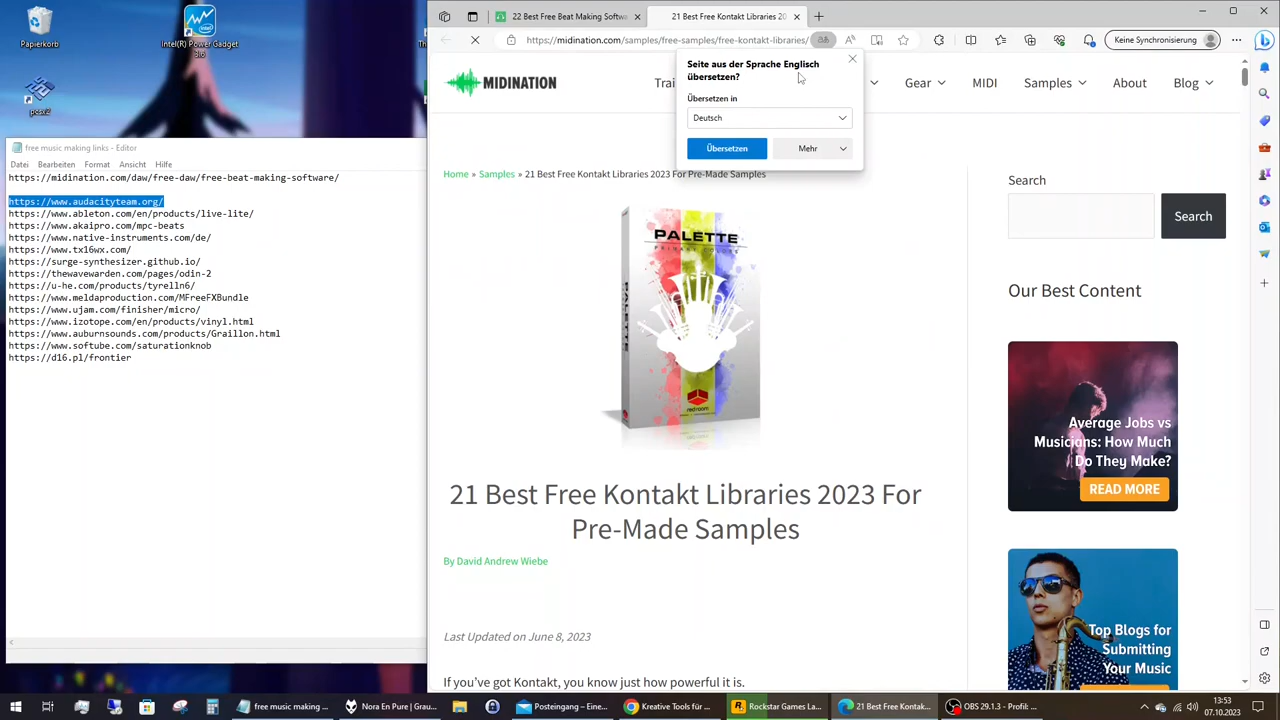 Papierkorb
Intel(R) Power Gadget
3.6
peax2
free music making links - Editor
Datei Bearbeiten Format Ansicht Hilfe
https://midination.com/daw/free-daw/free-beat-making-software/
https://www.audacityteam.org/
https://www.ableton.com/en/products/live-lite/
https://www.akaipro.com/mpc-beats
https://www.native-instruments.com/de/
https://www.tx16wx.com/
https://surge-synthesizer.github.io/
https://thewavewarden.com/pages/odin-2
https://u-he.com/products/tyrelln6/
https://www.meldaproduction.com/MFreeFXBundle
https://www.ujam.com/finisher/micro/
https://www.izotope.com/en/products/vinyl.html
https://www.auburnsounds.com/products/Graillon.html
https://www.softube.com/saturationknob
https://d16.pl/frontier
22 Best Free Beat Making Softwa
21 Best Free Kontakt Libraries 20
https://midination.com/samples/free-samples/free-kontakt-libraries/
Keine Synchronisierung
Seite aus der Sprache Englisch
übersetzen?
Übersetzen in
Deutsch
Übersetzen
Mehr
MIDINATION
Trai
Gear
MIDI
Samples
About
Blog
Home » Samples » 21 Best Free Kontakt Libraries 2023 For Pre-Made Samples
PALETTE
PRIMARY COLORS
PALETTE
redroom
21 Best Free Kontakt Libraries 2023 For
Pre-Made Samples
By David Andrew Wiebe
Last Updated on June 8, 2023
If you've got Kontakt, you know just how powerful it is.
Search
Search
Our Best Content
Average Jobs vs
Musicians: How Much
Do They Make?
READ MORE
Top Blogs for
Submitting
Your Music
free music making ...
Nora En Pure | Grau...
Posteingang – Eine...
Kreative Tools für ...
Rockstar Games La...
21 Best Free Kontak...
OBS 29.1.3 - Profil: ...
13:53
07.10.2023